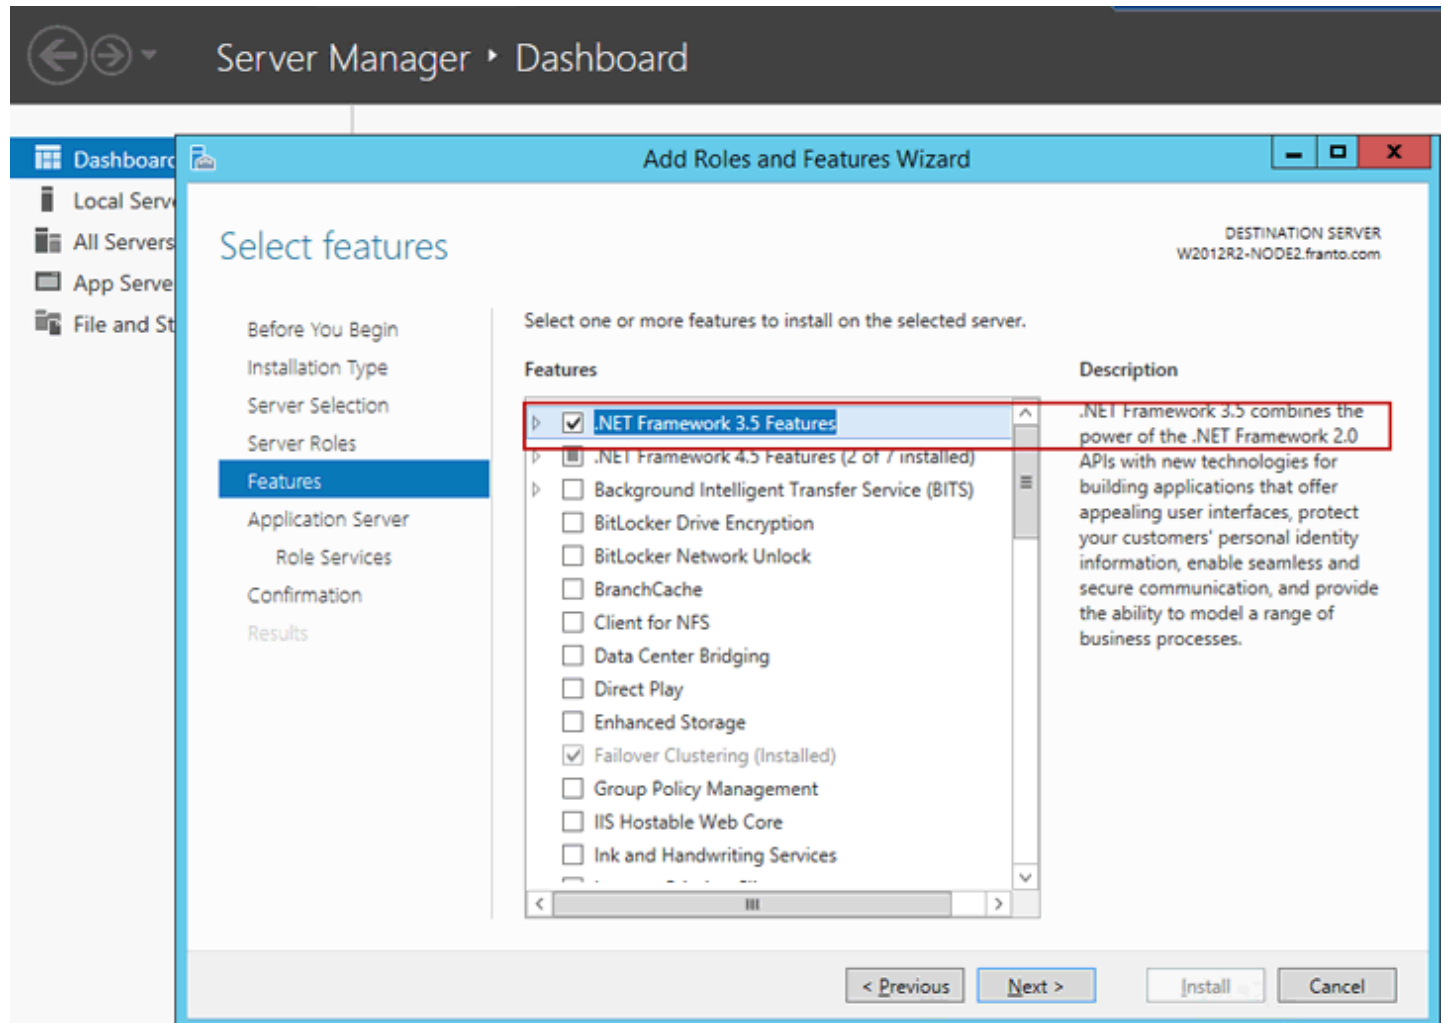 Server Manager ‣ Dashboard
Dashboard
Local Serv
All Servers
App Serve
File and St
Add Roles and Features Wizard
Select features
DESTINATION SERVER
W2012R2-NODE2.franto.com
Before You Begin
Installation Type
Server Selection
Server Roles
Features
Application Server
Role Services
Confirmation
Results
Select one or more features to install on the selected server.
Features
.NET Framework 3.5 Features
.NET Framework 4.5 Features (2 of 7 installed)
Background Intelligent Transfer Service (BITS)
BitLocker Drive Encryption
BitLocker Network Unlock
BranchCache
Client for NFS
Data Center Bridging
Direct Play
Enhanced Storage
Failover Clustering (Installed)
Group Policy Management
IIS Hostable Web Core
Ink and Handwriting Services
Description
.NET Framework 3.5 combines the
power of the .NET Framework 2.0
APIs with new technologies for
building applications that offer
appealing user interfaces, protect
your customers' personal identity
information, enable seamless and
secure communication, and provide
the ability to model a range of
business processes.
< Previous
Next >
Install
Cancel